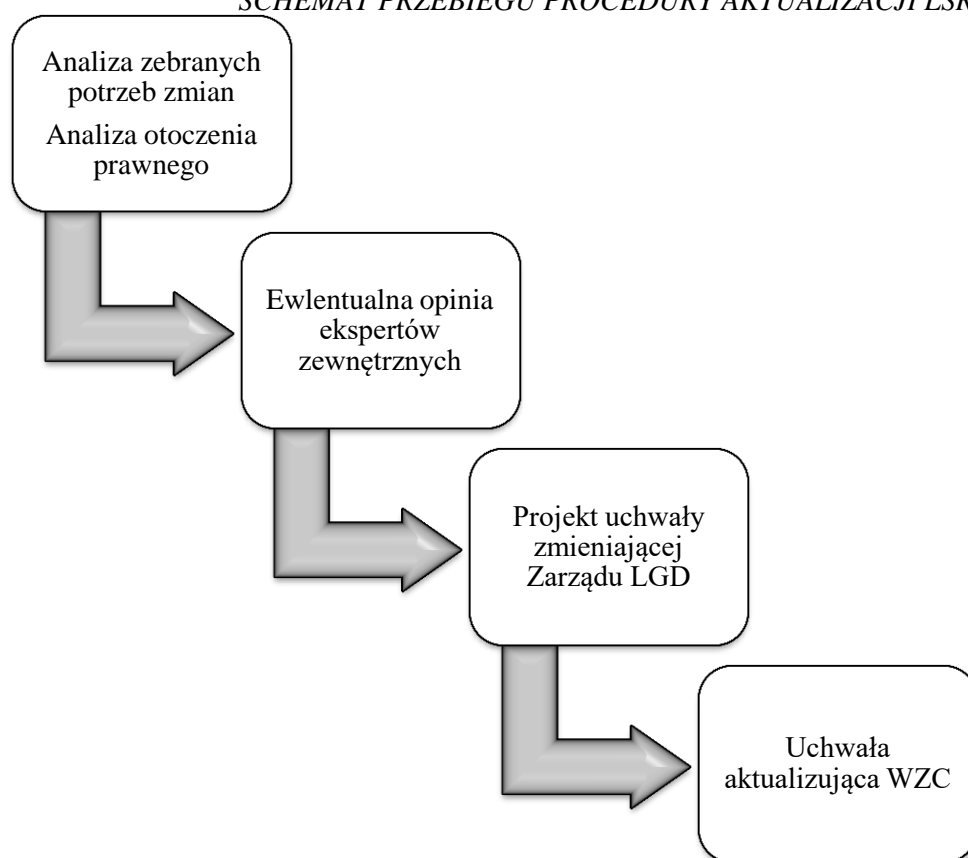 SCHEMAT PRZEBIEGU PROCEDURY AKTUALIZACJI LSR
Analiza zebranych
potrzeb zmian
Analiza otoczenia
prawnego
Ewlentualna opinia
ekspertów
zewnętrznych
Projekt uchwały
zmieniającej
Zarządu LGD
Uchwała
aktualizująca WZC